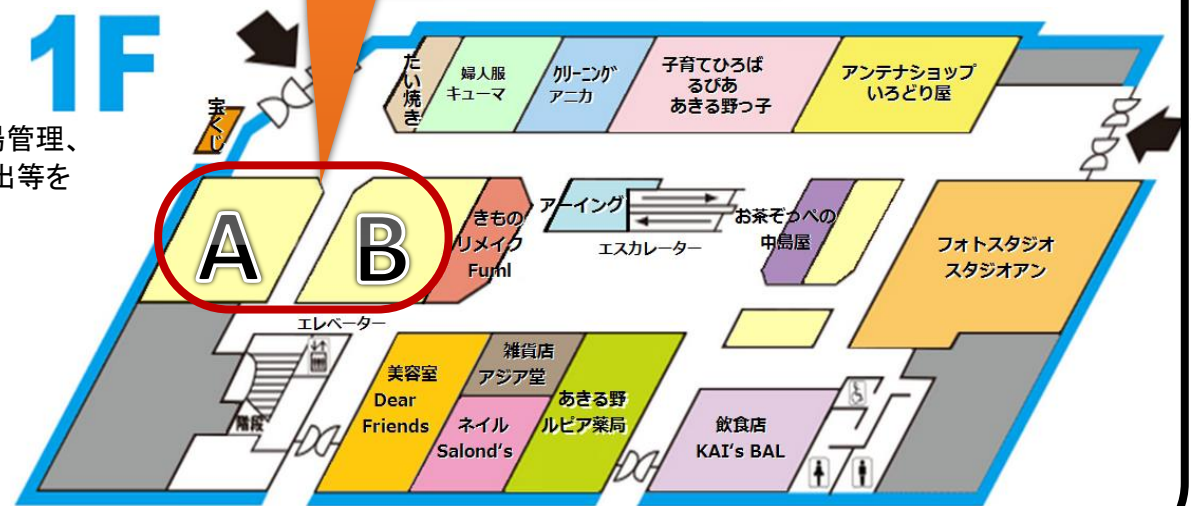 1F
場管理、
出等を
宝くじ
たい焼き
婦人服
キューマ
クリーニング
アニカ
子育てひろば
るぴあ
あきる野っ子
アンテナショップ
いろどり屋
A
B
きもの
リメイク
FumI
アーイング
エスカレーター
お茶ぞっぺの
中島屋
フォトスタジオ
スタジオアン
エレベーター
階段
美容室
Dear
Friends
雑貨店
アジア堂
ネイル
Salond's
あきる野
ルピア薬局
飲食店
KAI's BAL